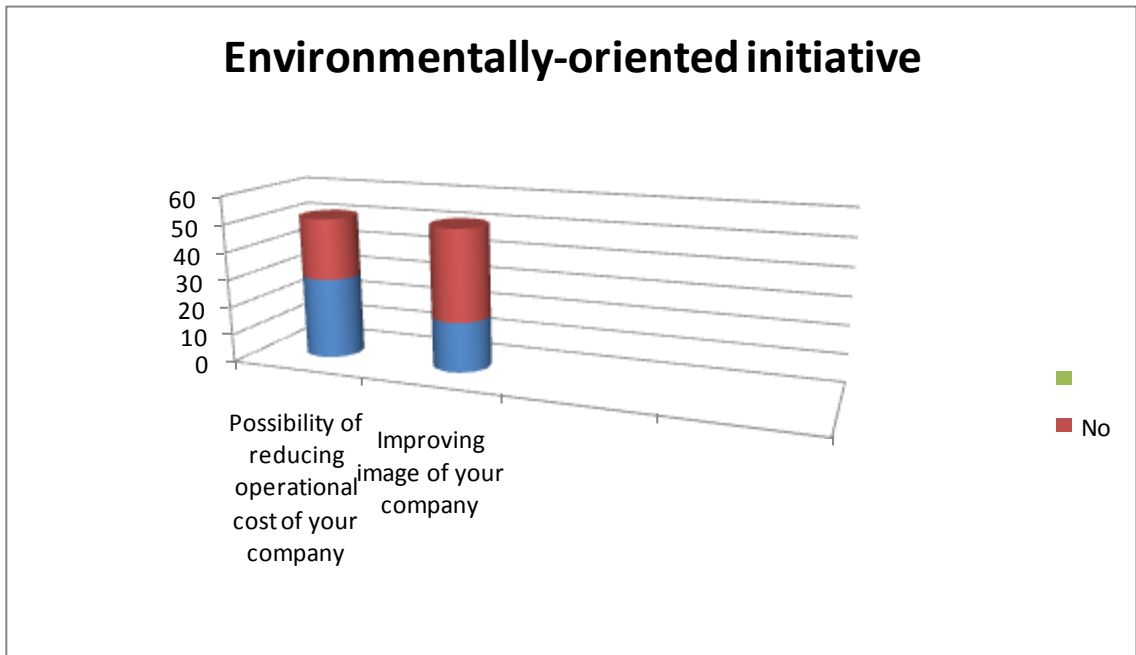 Environmentally-oriented initiative
60
50
40
30
20
10
0
Possibility of
reducing
operational
cost of your
company
Improving
image of your
company
No